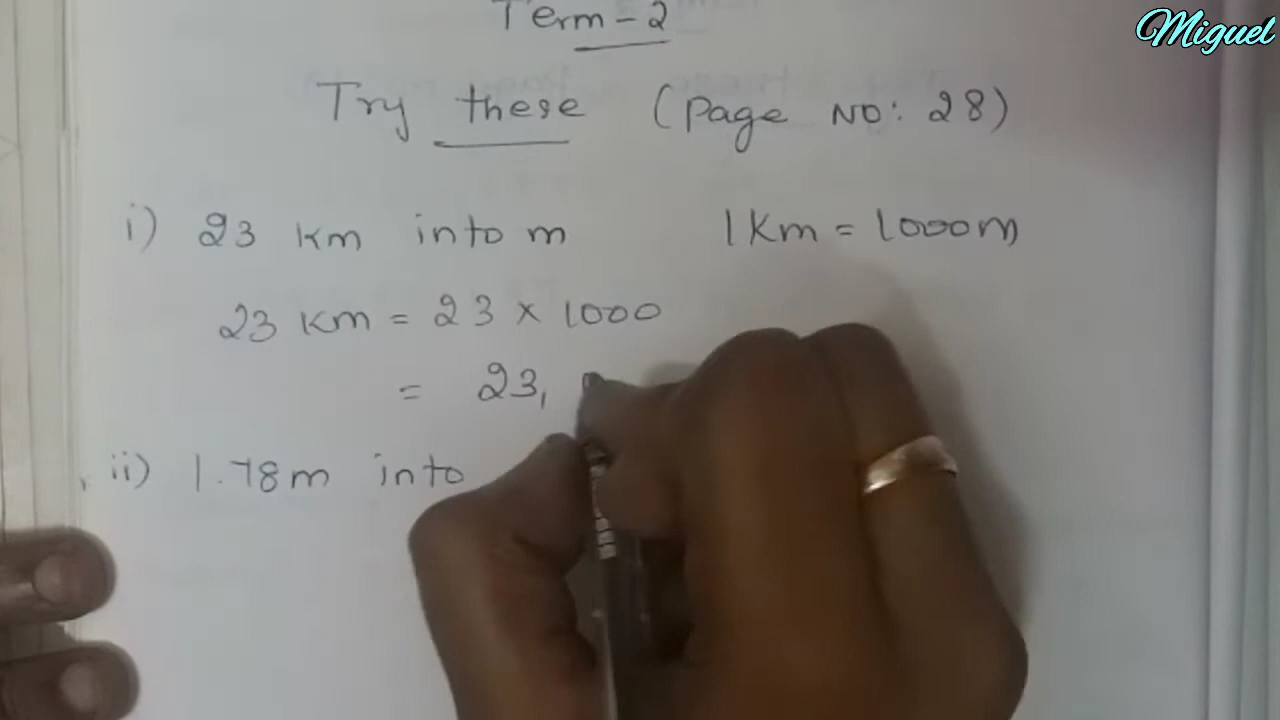 Miguel
Term - 2
Try these (Page No: 28)
i) 23 km into m 1 Km = 1000m
23 km = 23 × 1000
= 23,
ii) 1.78m into